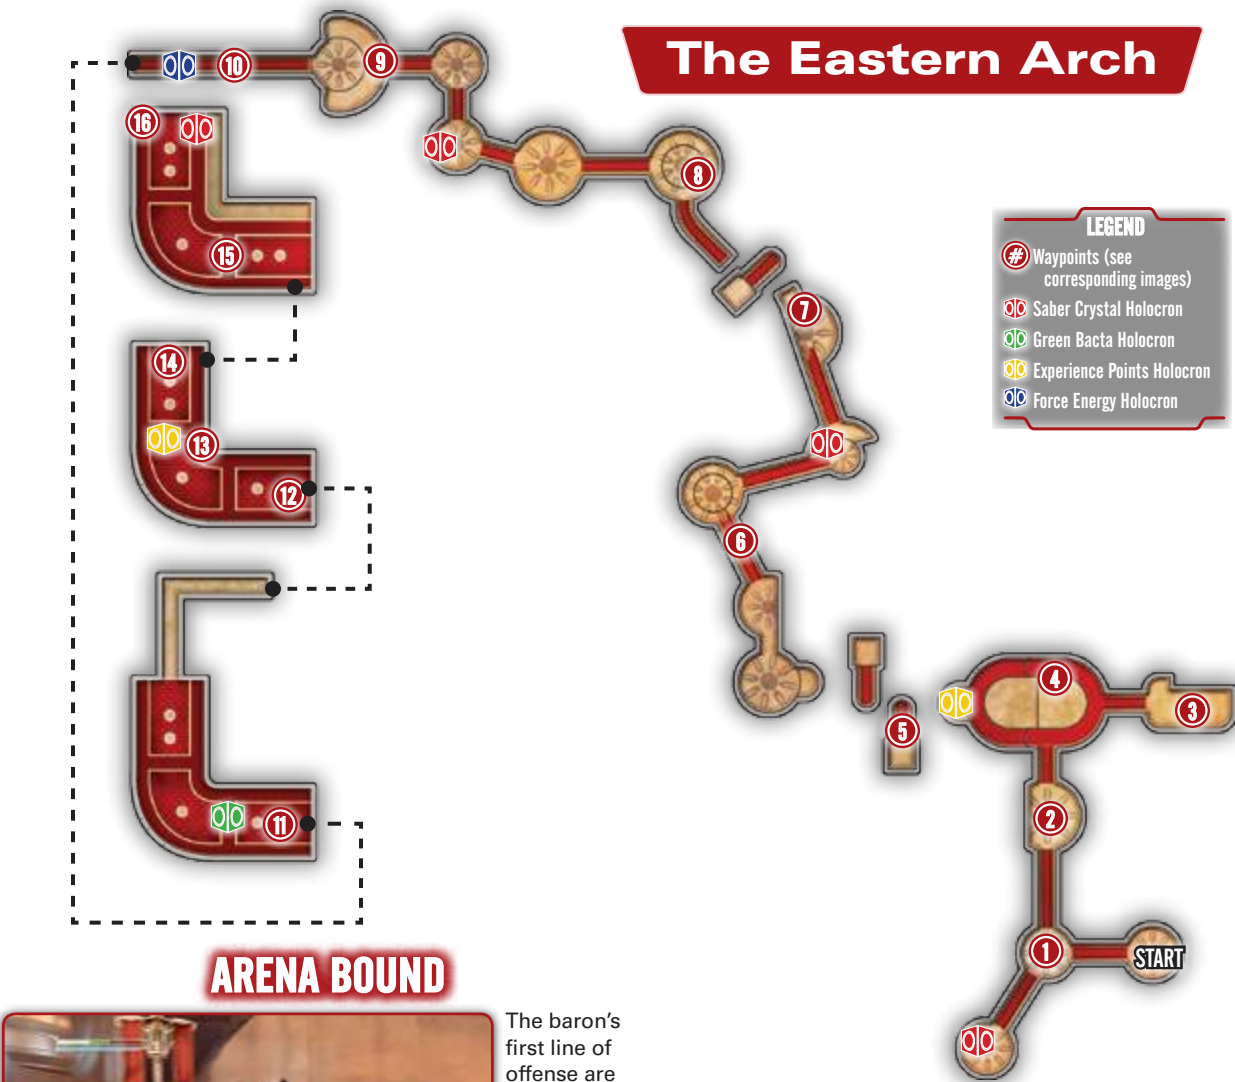 The Eastern Arch
10
9
16
8
15
7
14
13
12
6
4
3
5
2
11
1
START
LEGEND
# Waypoints (see
corresponding images)
Saber Crystal Holocron
Green Bacta Holocron
Experience Points Holocron
Force Energy Holocron
ARENA BOUND
The baron's
first line of
offense are